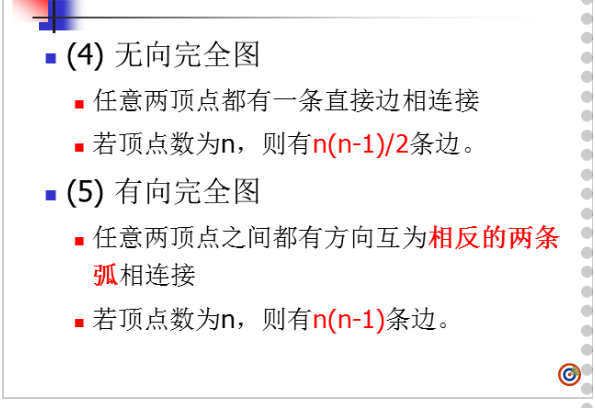 (4) 无向完全图
任意两顶点都有一条直接边相连接
若顶点数为n，则有n(n-1)/2条边。
(5) 有向完全图
任意两顶点之间都有方向互为相反的两条
弧相连接
若顶点数为n，则有n(n-1)条边。